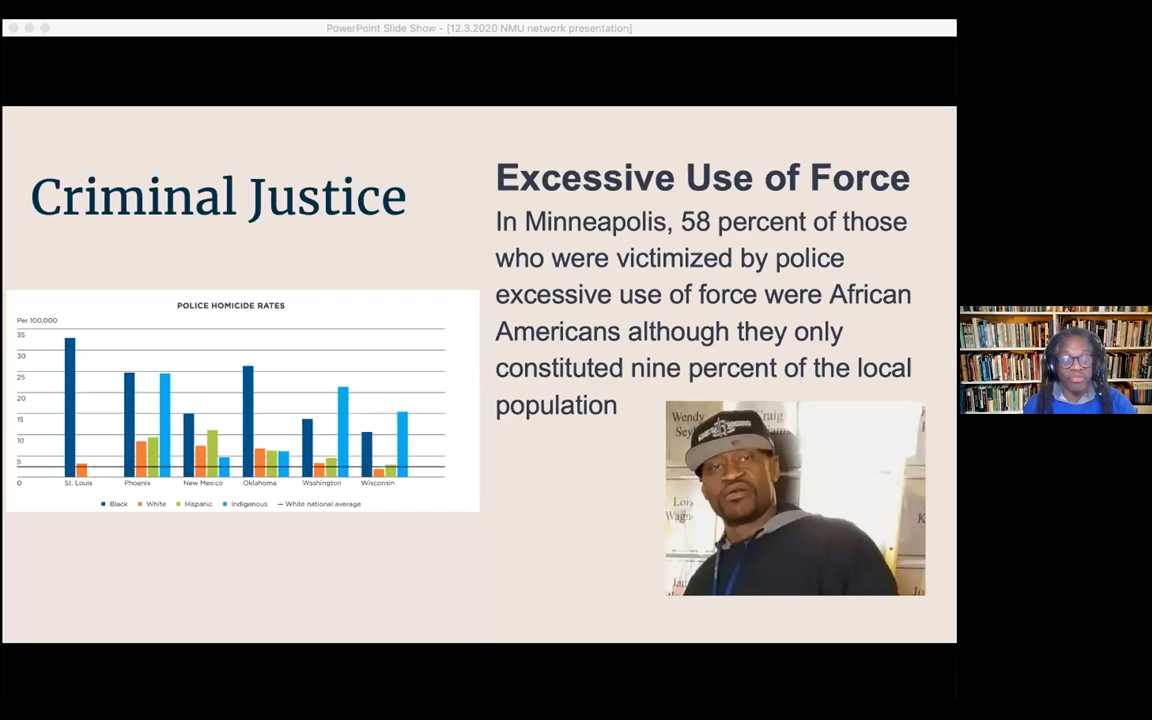 PowerPoint Slide Show - [12.3.2020 NMU network presentation]
Criminal Justice
Excessive Use of Force
In Minneapolis, 58 percent of those
who were victimized by police
excessive use of force were African
Americans although they only
constituted nine percent of the local
population
POLICE HOMICIDE RATES
Per 100,000
35
30
25
20
15
10
5
0
St. Louis Phoenix New Mexico Oklahoma Washington Wisconsin
Black White Hispanic Indigenous White national average
Wendy